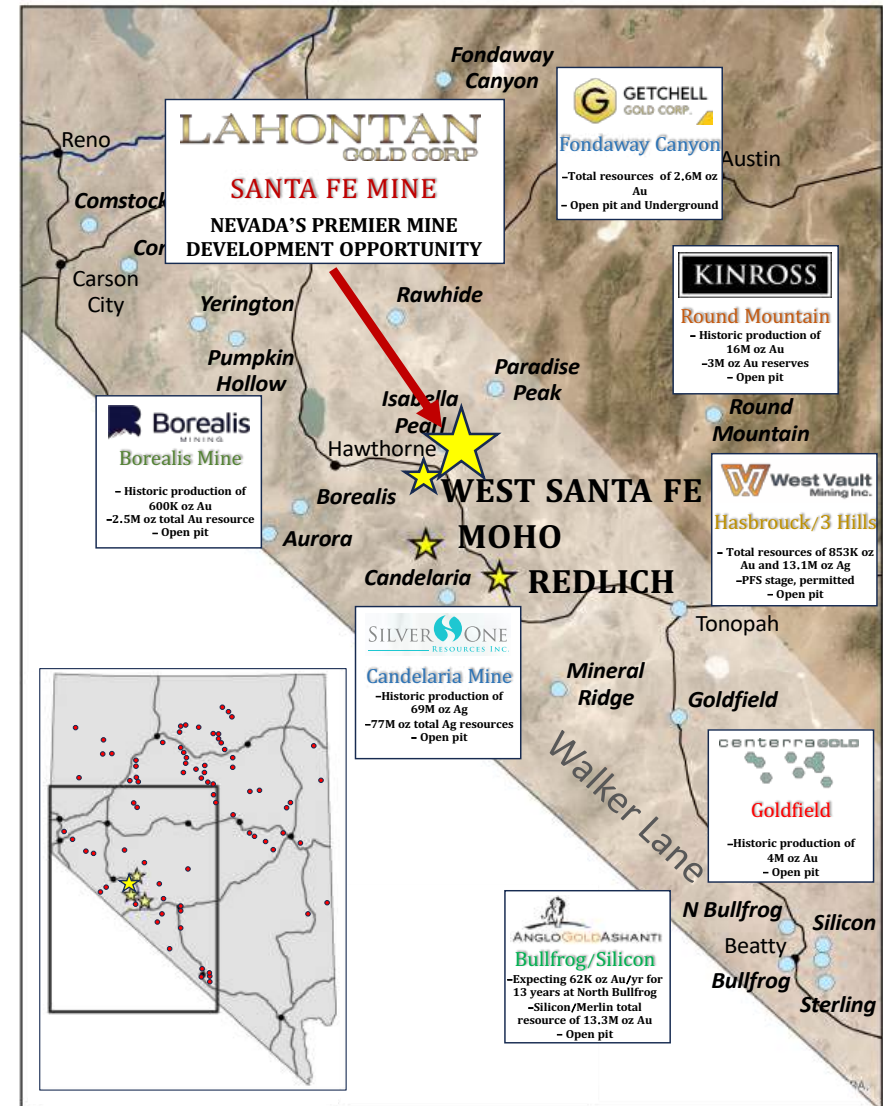 Fondaway
Canyon
GETCHELL
GOLD CORP.
Fondaway Canyon
–Total resources of 2.6M oz
Au
– Open pit and Underground
Austin
Reno
LAHONTAN
GOLD CORP
SANTA FE MINE
NEVADA'S PREMIER MINE
DEVELOPMENT OPPORTUNITY
Comstock
Con
Carson
City
KINROSS
Round Mountain
– Historic production of
16M oz Au
–3M oz Au reserves
– Open pit
Round
Mountain
Yerington
Rawhide
Pumpkin
Hollow
Paradise
Peak
Isabella
Pearl
Hawthorne
Borealis
MINING
Borealis Mine
– Historic production of
600K oz Au
–2.5M oz total Au resource
– Open pit
Borealis
Aurora
WEST SANTA FE
MOHO
Candelaria
REDLICH
West Vault
Mining Inc.
Hasbrouck/3 Hills
– Total resources of 853K oz
Au and 13.1M oz Ag
–PFS stage, permitted
– Open pit
Tonopah
SILVER ONE
RESOURCES INC.
Candelaria Mine
–Historic production of
69M oz Ag
–77M oz total Ag resources
– Open pit
Mineral
Ridge
Goldfield
Walker Lane
centerraGOLD
Goldfield
–Historic production of
4M oz Au
– Open pit
ANGLOGOLDASHANTI
Bullfrog/Silicon
–Expecting 62K oz Au/yr for
13 years at North Bullfrog
–Silicon/Merlin total
resource of 13.3M oz Au
– Open pit
N Bullfrog
Silicon
Beatty
Bullfrog
Sterling